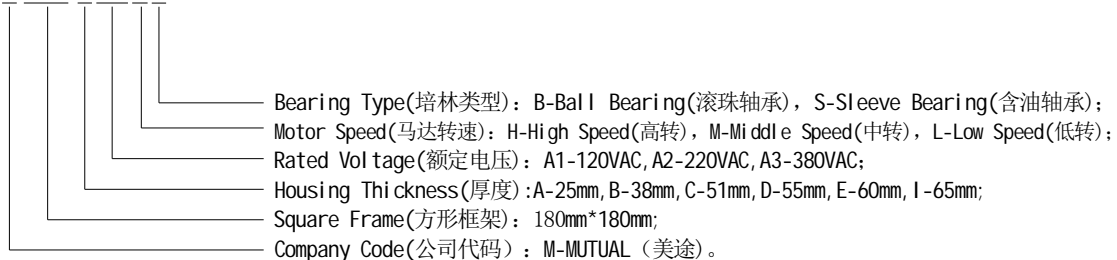 Bearing Type(培林类型): B-Ball Bearing(滚珠轴承), S-Sleeve Bearing(含油轴承);
Motor Speed(马达转速): H-High Speed(高转), M-Middle Speed(中转), L-Low Speed(低转);
Rated Voltage(额定电压): A1-120VAC, A2-220VAC, A3-380VAC;
Housing Thickness(厚度):A-25mm, B-38mm, C-51mm, D-55mm, E-60mm, I-65mm;
Square Frame(方形框架): 180mm*180mm;
Company Code(公司代码）: M-MUTUAL（美途)。